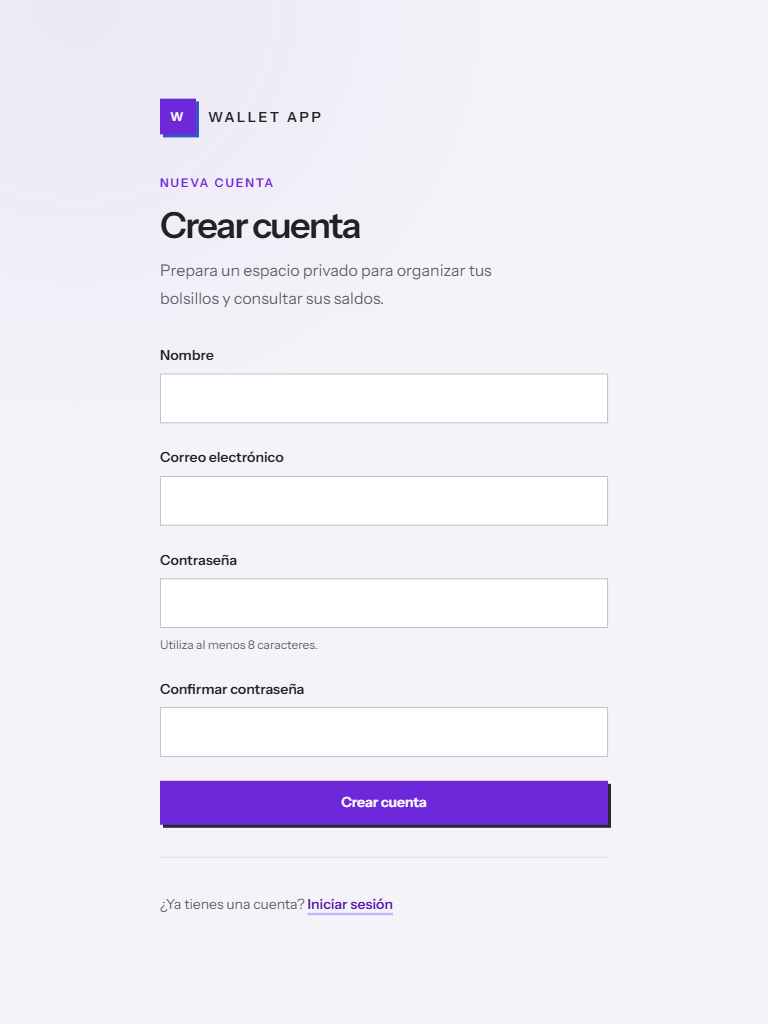 W
WALLET APP
NUEVA CUENTA
Crear cuenta
Prepara un espacio privado para organizar tus
bolsillos y consultar sus saldos.
Nombre
Correo electrónico
Contraseña
Utiliza al menos 8 caracteres.
Confirmar contraseña
Crear cuenta
¿Ya tienes una cuenta? Iniciar sesión